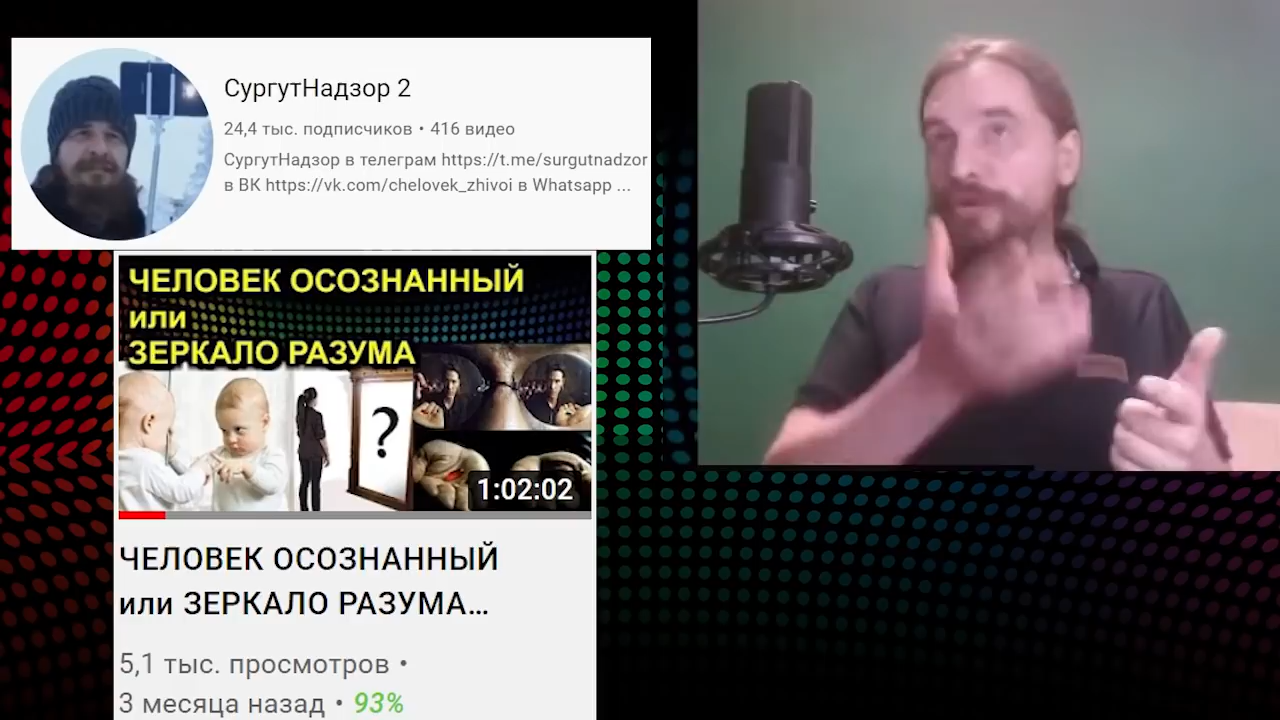 СургутНадзор 2
24,4 тыс. подписчиков • 416 видео
СургутНадзор в телеграм https://t.me/surgutnadzor
в ВК https://vk.com/chelovek_zhivoi в Whatsapp ...
ЧЕЛОВЕК ОСОЗНАННЫЙ
или
ЗЕРКАЛО РАЗУМА
?
1:02:02
ЧЕЛОВЕК ОСОЗНАННЫЙ
или ЗЕРКАЛО РАЗУМА...
5,1 тыс. просмотров •
3 месяца назад • 93%